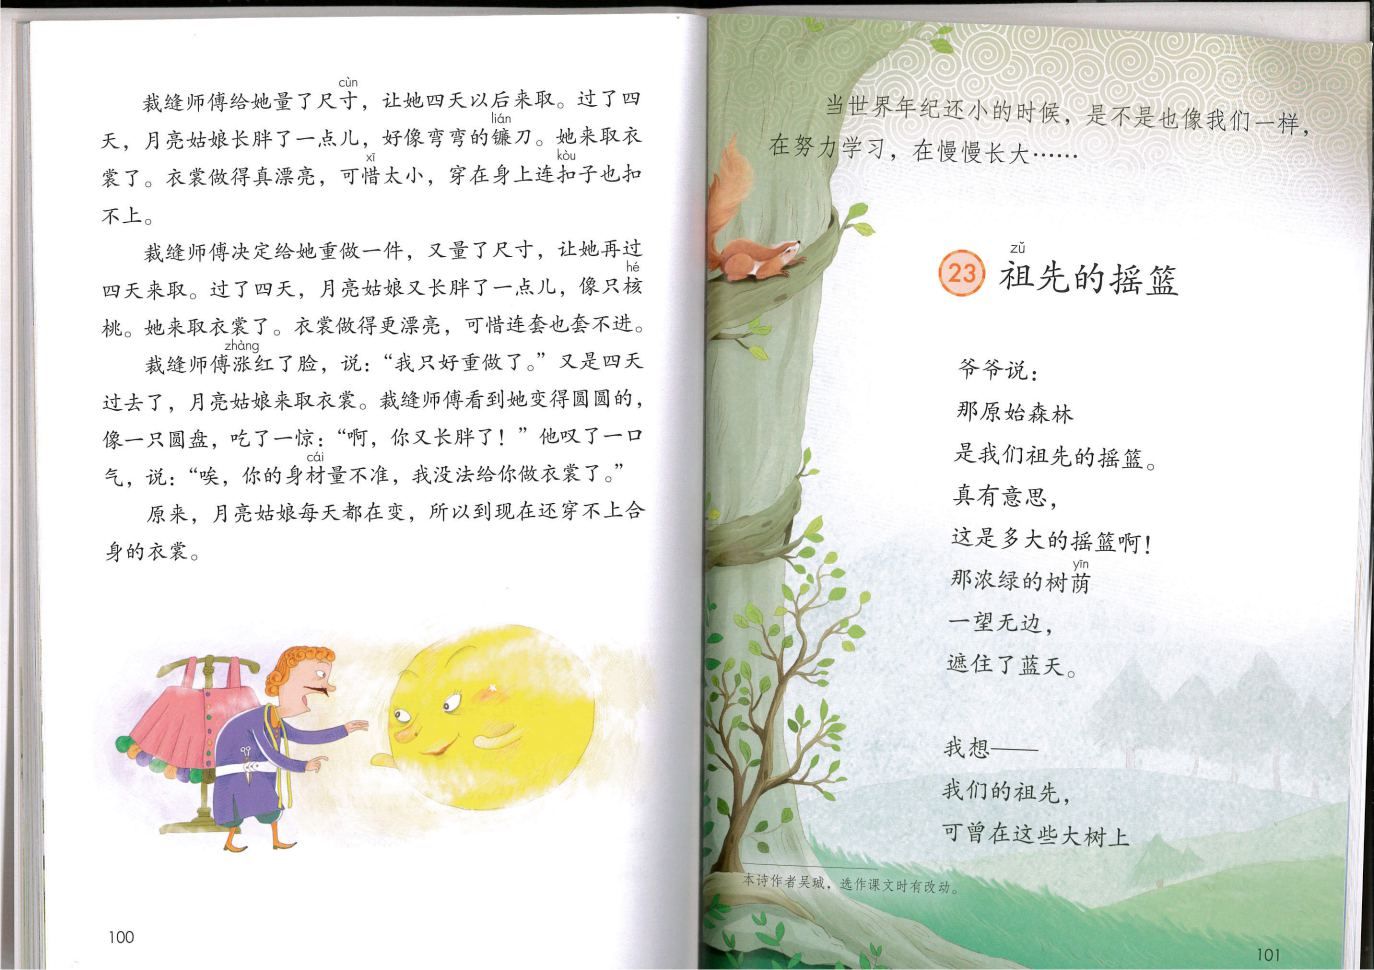 cùn
裁缝师傅给她量了尺寸，让她四天以后来取。过了四
lián
天，月亮姑娘长胖了一点儿，好像弯弯的镰刀。她来取衣
xī kòu
裳了。衣裳做得真漂亮，可惜太小，穿在身上连扣子也扣
不上。
裁缝师傅决定给她重做一件，又量了尺寸，让她再过
hé
四天来取。过了四天，月亮姑娘又长胖了一点儿，像只核
桃。她来取衣裳了。衣裳做得更漂亮，可惜连套也套不进。
zhàng
裁缝师傅涨红了脸，说：“我只好重做了。”又是四天
过去了，月亮姑娘来取衣裳。裁缝师傅看到她变得圆圆的，
像一只圆盘，吃了一惊：“啊，你又长胖了！”他叹了一口
cái
气，说：“唉，你的身材量不准，我没法给你做衣裳了。”
原来，月亮姑娘每天都在变，所以到现在还穿不上合
身的衣裳。
100
当世界年纪还小的时候，是不是也像我们一样，
在努力学习，在慢慢长大……
zǔ
23 祖先的摇篮
爷爷说：
那原始森林
是我们祖先的摇篮。
真有意思，
这是多大的摇篮啊！
yīn
那浓绿的树荫
一望无边，
遮住了蓝天。
我想——
我们的祖先，
可曾在这些大树上
本诗作者吴珹，选作课文时有改动。
101